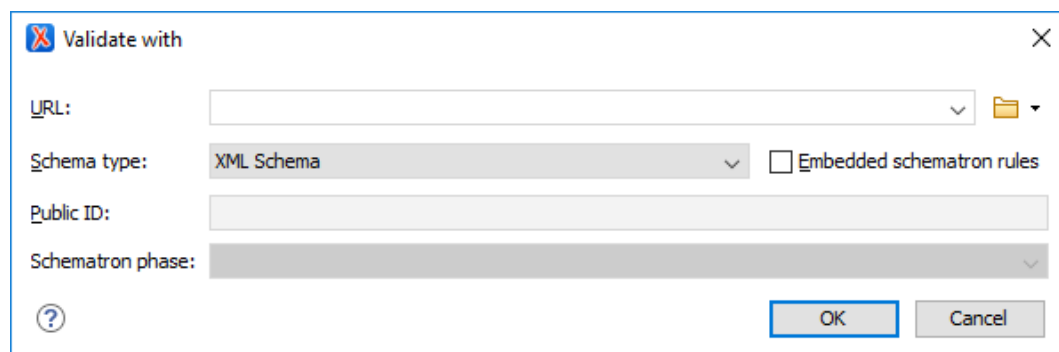 Validate with
URL:
Schema type: XML Schema Embedded schematron rules
Public ID:
Schematron phase:
? OK Cancel